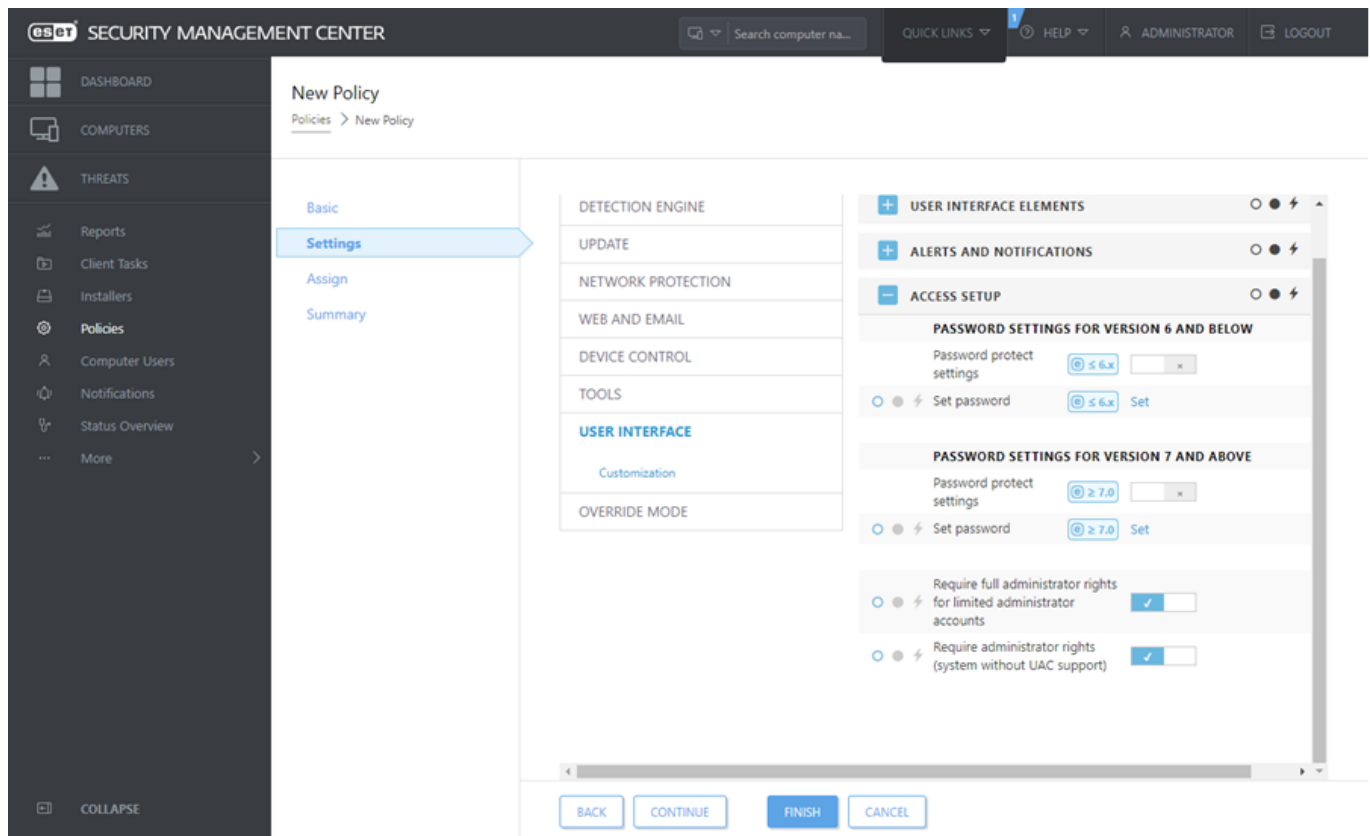 eset SECURITY MANAGEMENT CENTER
Search computer na...
QUICK LINKS
1
HELP
ADMINISTRATOR
LOGOUT
DASHBOARD
COMPUTERS
THREATS
Reports
Client Tasks
Installers
Policies
Computer Users
Notifications
Status Overview
More
COLLAPSE
New Policy
Policies > New Policy
Basic
Settings
Assign
Summary
DETECTION ENGINE
UPDATE
NETWORK PROTECTION
WEB AND EMAIL
DEVICE CONTROL
TOOLS
USER INTERFACE
Customization
OVERRIDE MODE
USER INTERFACE ELEMENTS
ALERTS AND NOTIFICATIONS
ACCESS SETUP
PASSWORD SETTINGS FOR VERSION 6 AND BELOW
Password protect
settings
ⓔ ≤ 6.x
Set password ⓔ ≤ 6.x Set
PASSWORD SETTINGS FOR VERSION 7 AND ABOVE
Password protect
settings
ⓔ ≥ 7.0
Set password ⓔ ≥ 7.0 Set
Require full administrator rights
for limited administrator
accounts
Require administrator rights
(system without UAC support)
BACK
CONTINUE
FINISH
CANCEL